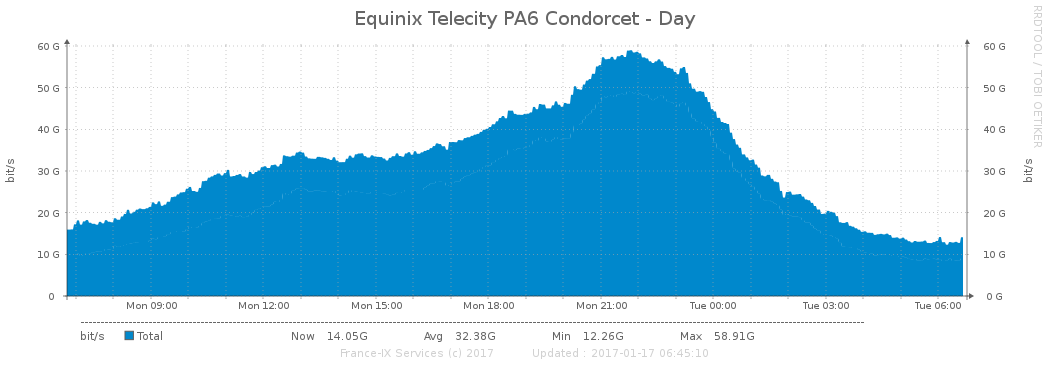 Equinix Telecity PA6 Condorcet - Day
RRDTOOL / TOBI OETIKER
bit/s
bit/s
60 G 60 G
50 G 50 G
40 G 40 G
30 G 30 G
20 G 20 G
10 G 10 G
0 0 G
Mon 09:00 Mon 12:00 Mon 15:00 Mon 18:00 Mon 21:00 Tue 00:00 Tue 03:00 Tue 06:00
bit/s Total Now 14.05G Avg 32.38G Min 12.26G Max 58.91G
France-IX Services (c) 2017 Updated : 2017-01-17 06:45:10